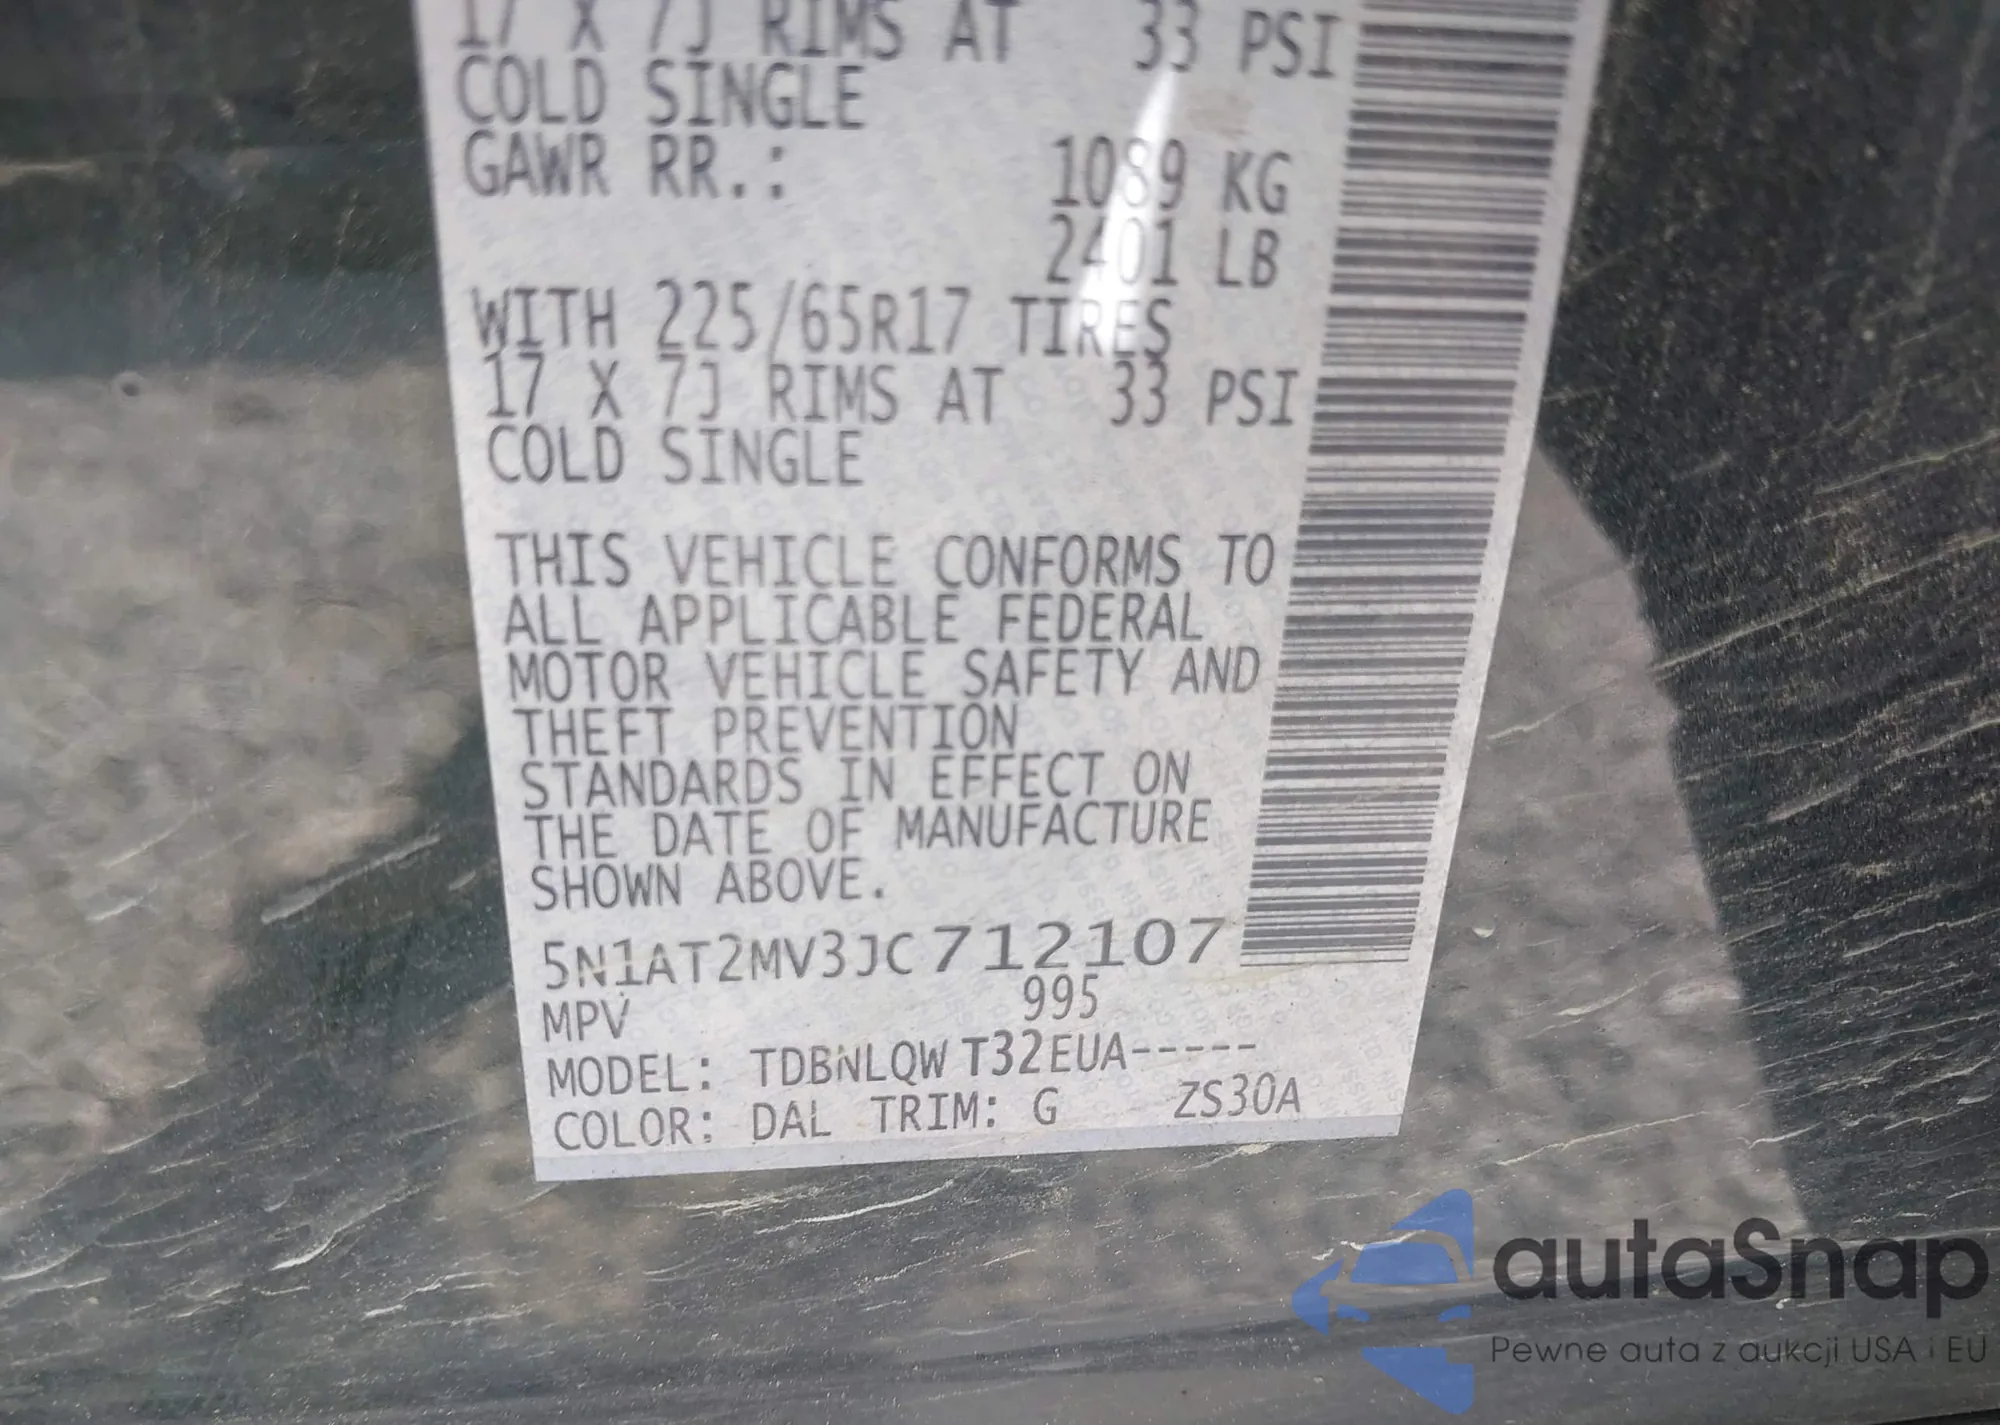 17 X 7J RIMS AT 33 PSI
COLD SINGLE
GAWR RR.: 1089 KG
2401 LB
WITH 225/65R17 TIRES
17 X 7J RIMS AT 33 PSI
COLD SINGLE
THIS VEHICLE CONFORMS TO
ALL APPLICABLE FEDERAL
MOTOR VEHICLE SAFETY AND
THEFT PREVENTION
STANDARDS IN EFFECT ON
THE DATE OF MANUFACTURE
SHOWN ABOVE.
5N1AT2MV3JC712107
MPV 995
MODEL: TDBNLQW T32EUA-----
COLOR: DAL TRIM: G ZS30A
autaSnap
Pewne auta z aukcji USA i EU